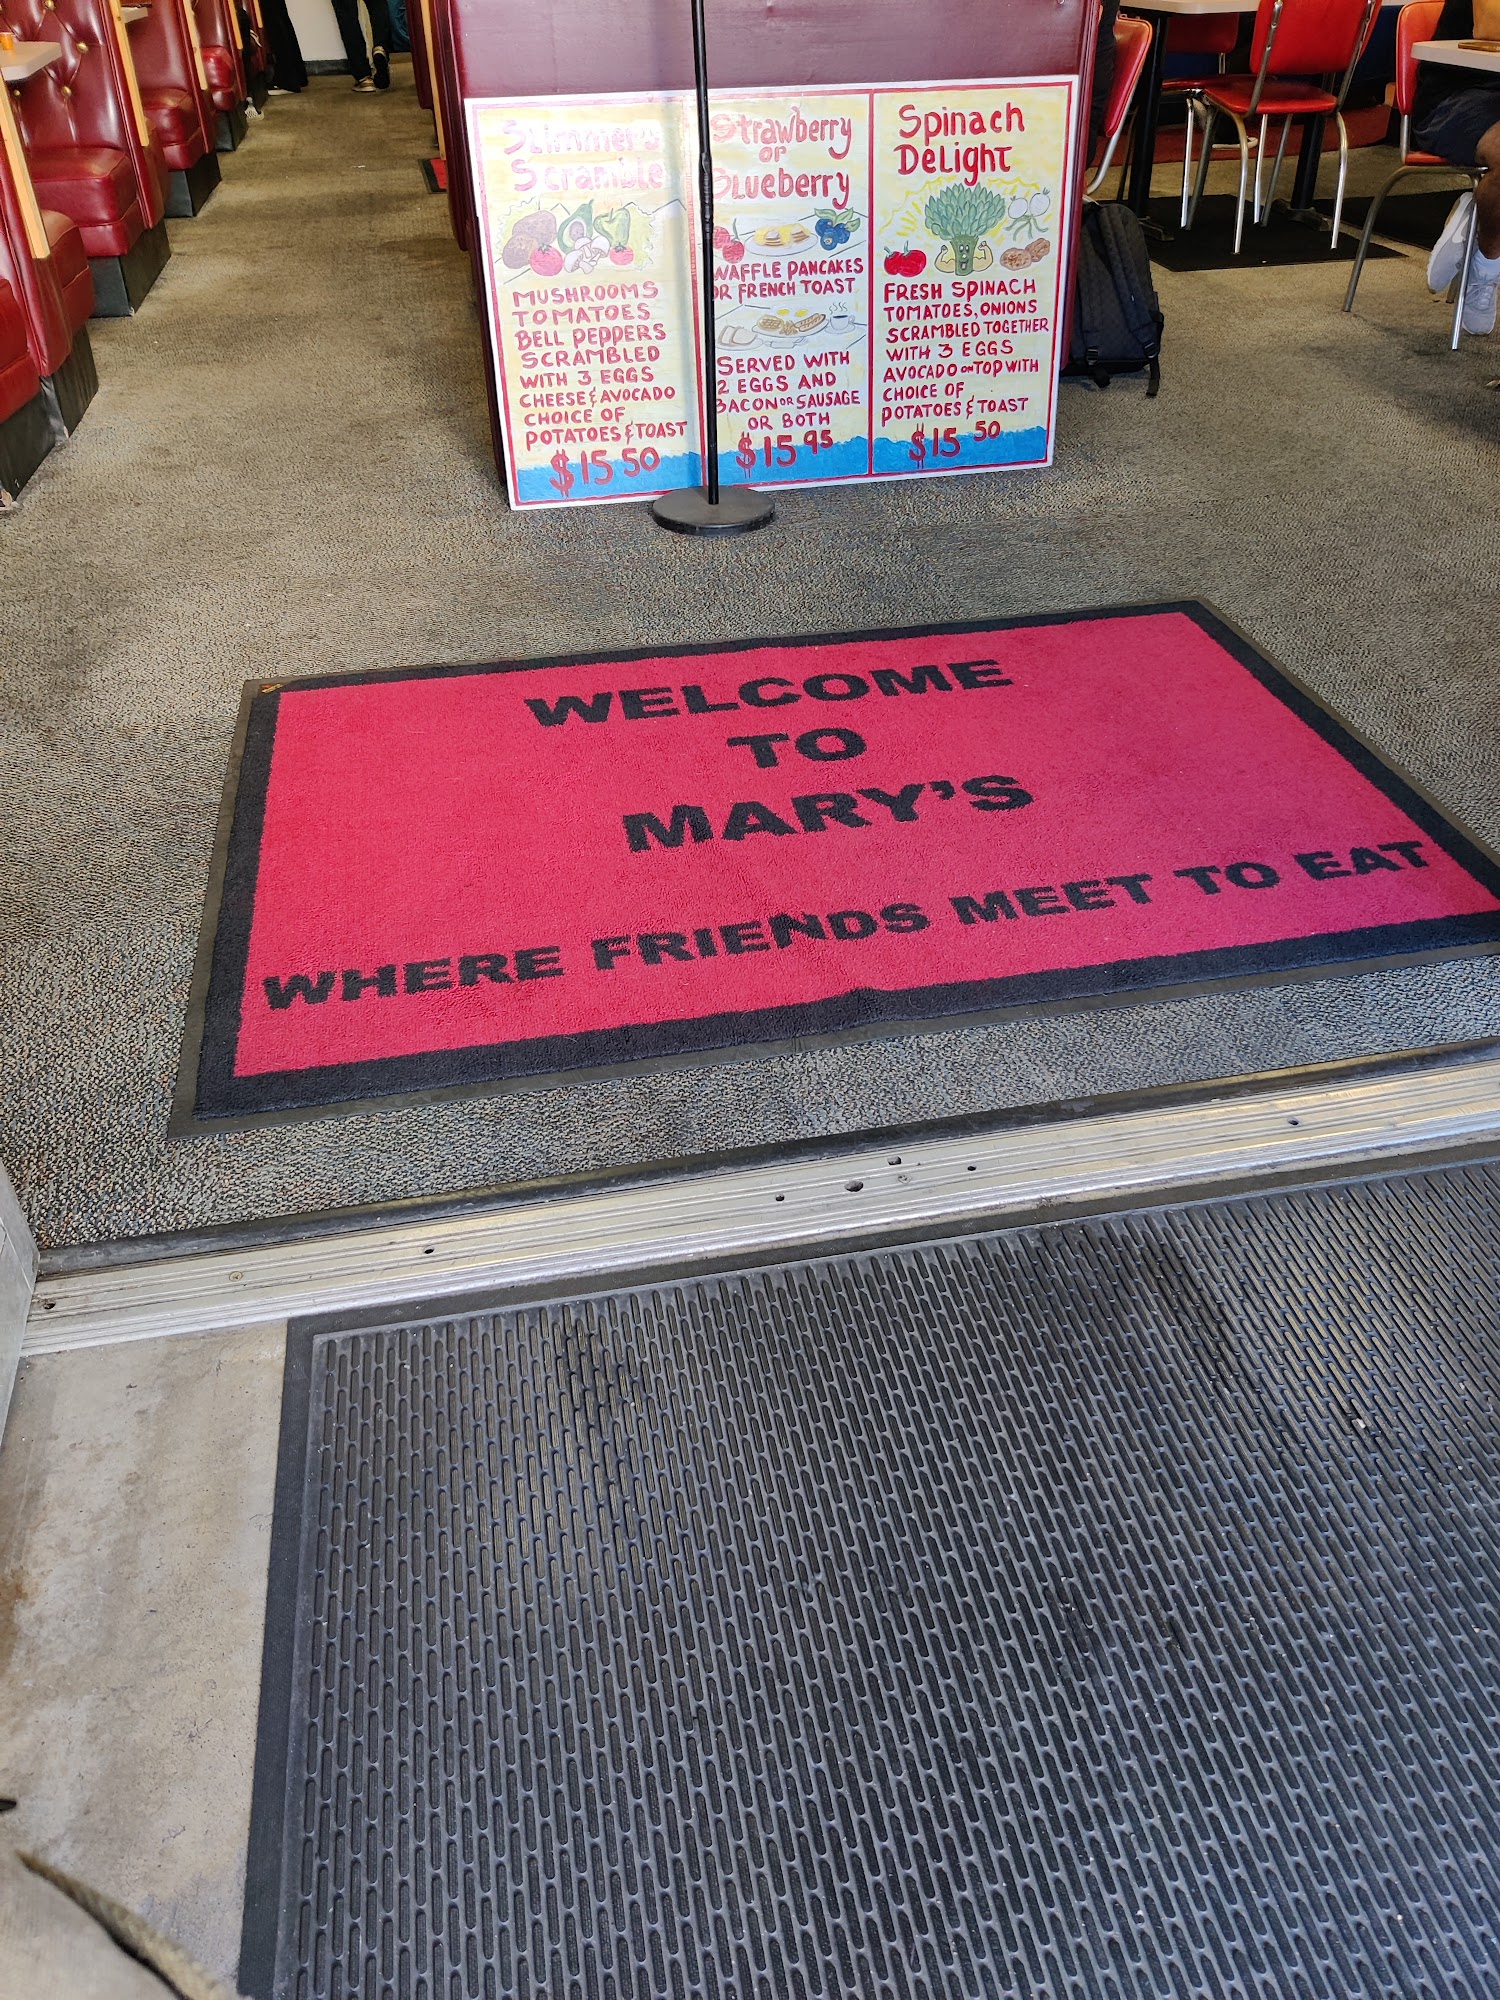 Slimmer's
Scramble
MUSHROOMS
TOMATOES
BELL PEPPERS
SCRAMBLED
WITH 3 EGGS
CHEESE & AVOCADO
CHOICE OF
POTATOES & TOAST
$15 50
Strawberry
or
Blueberry
WAFFLE PANCAKES
OR FRENCH TOAST
SERVED WITH
2 EGGS AND
BACON OR SAUSAGE
OR BOTH
$15 95
Spinach
Delight
FRESH SPINACH
TOMATOES, ONIONS
SCRAMBLED TOGETHER
WITH 3 EGGS
AVOCADO ON TOP WITH
CHOICE OF
POTATOES & TOAST
$15 50
WELCOME
TO
MARY'S
WHERE FRIENDS MEET TO EAT